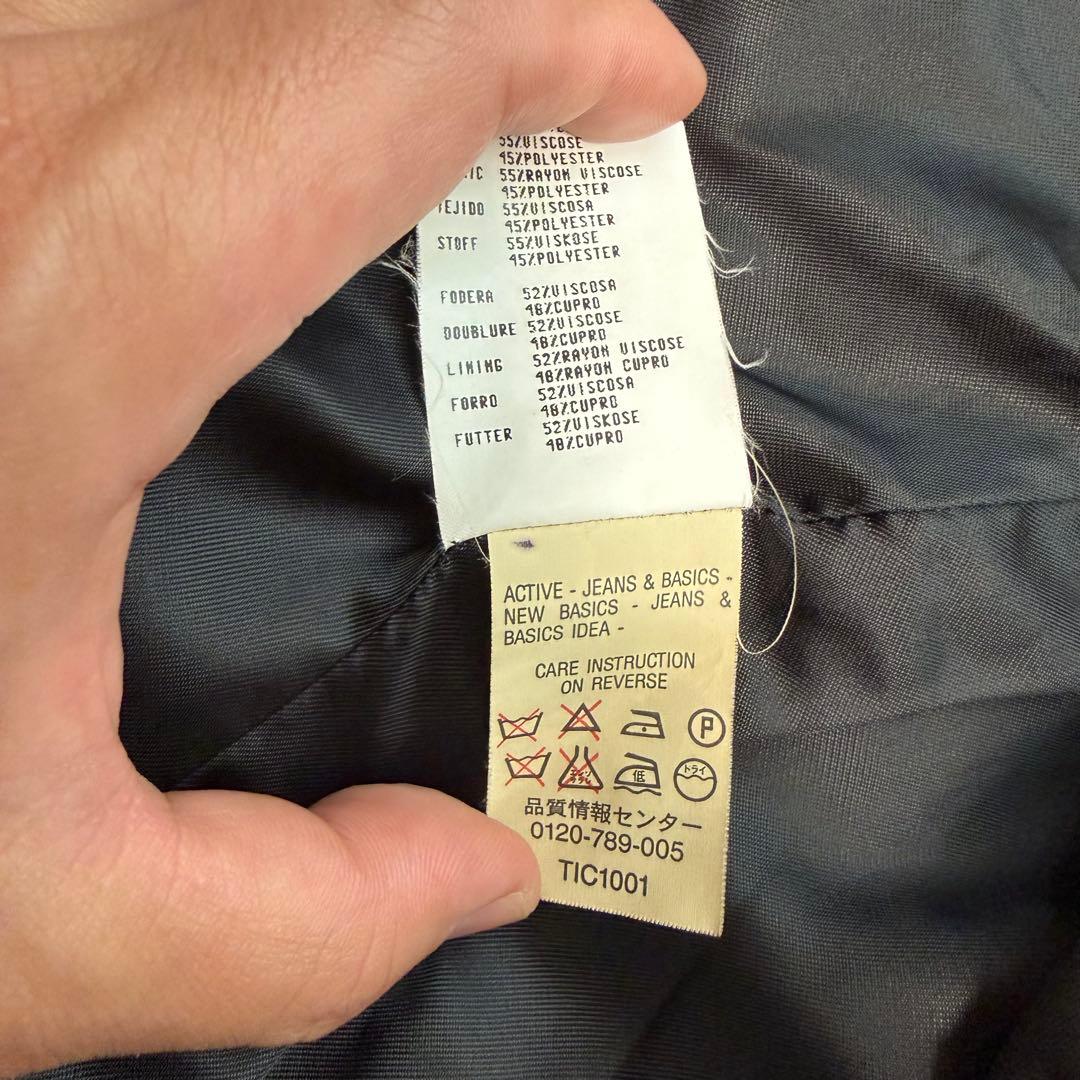 55%VISCOSE
45%POLYESTER
55%RAYON VISCOSE
45%POLYESTER
TEJIDO 55%VISCOSA
45%POLYESTER
STOFF 55%VISKOSE
45%POLYESTER
FODERA 52%VISCOSA
48%CUPRO
DOUBLURE 52%VISCOSE
48%CUPRO
LINING 52%RAYON VISCOSE
48%RAYON CUPRO
FORRO 52%VISCOSA
48%CUPRO
FUTTER 52%VISKOSE
48%CUPRO
ACTIVE - JEANS & BASICS -
NEW BASICS - JEANS &
BASICS IDEA -
CARE INSTRUCTION
ON REVERSE
P
低 ドライ
品質情報センター
0120-789-005
TIC1001